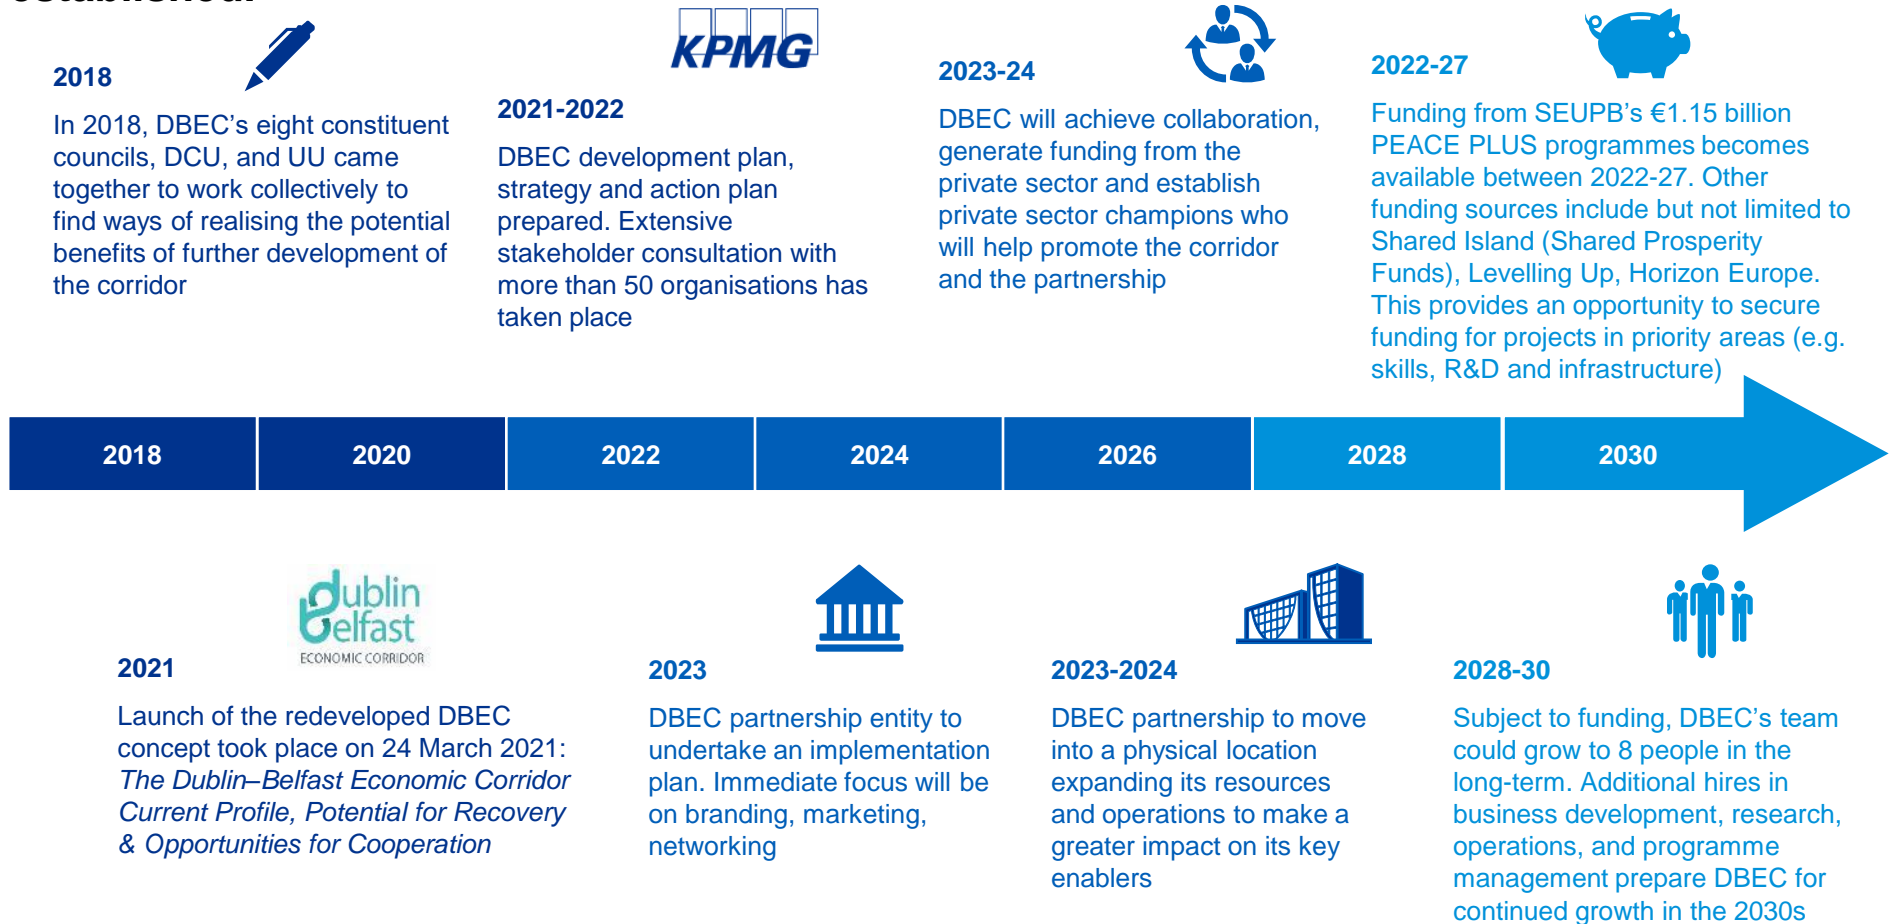 2018
In 2018, DBEC's eight constituent
councils, DCU, and UU came
together to work collectively to
find ways of realising the potential
benefits of further development of
the corridor
KPMG
2021-2022
DBEC development plan,
strategy and action plan
prepared. Extensive
stakeholder consultation with
more than 50 organisations has
taken place
2023-24
DBEC will achieve collaboration,
generate funding from the
private sector and establish
private sector champions who
will help promote the corridor
and the partnership
2022-27
Funding from SEUPB's €1.15 billion
PEACE PLUS programmes becomes
available between 2022-27. Other
funding sources include but not limited to
Shared Island (Shared Prosperity
Funds), Levelling Up, Horizon Europe.
This provides an opportunity to secure
funding for projects in priority areas (e.g.
skills, R&D and infrastructure)
2018 2020 2022 2024 2026 2028 2030
dublin
Belfast
ECONOMIC CORRIDOR
2021
Launch of the redeveloped DBEC
concept took place on 24 March 2021:
The Dublin–Belfast Economic Corridor
Current Profile, Potential for Recovery
& Opportunities for Cooperation
2023
DBEC partnership entity to
undertake an implementation
plan. Immediate focus will be
on branding, marketing,
networking
2023-2024
DBEC partnership to move
into a physical location
expanding its resources
and operations to make a
greater impact on its key
enablers
2028-30
Subject to funding, DBEC's team
could grow to 8 people in the
long-term. Additional hires in
business development, research,
operations, and programme
management prepare DBEC for
continued growth in the 2030s